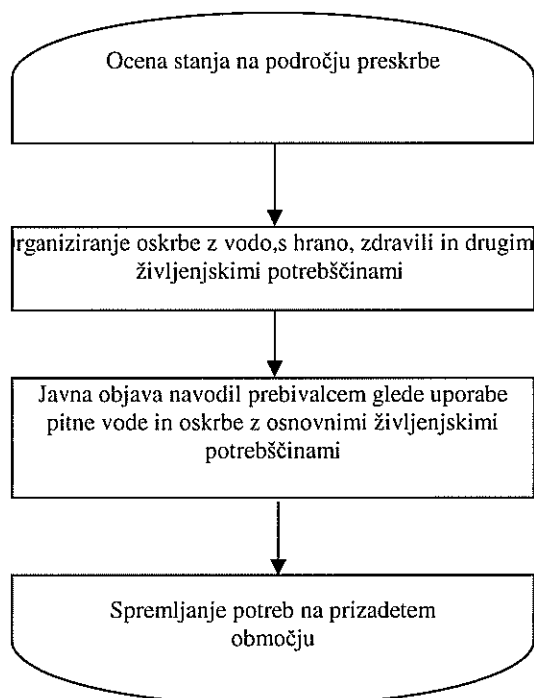 Ocena stanja na področju preskrbe
rganiziranje oskrbe z vodo,s hrano, zdravili in drugim
življenjskimi potrebščinami
Javna objava navodil prebivalcem glede uporabe
pitne vode in oskrbe z osnovnimi življenjskimi
potrebščinami
Spremljanje potreb na prizadetem
območju